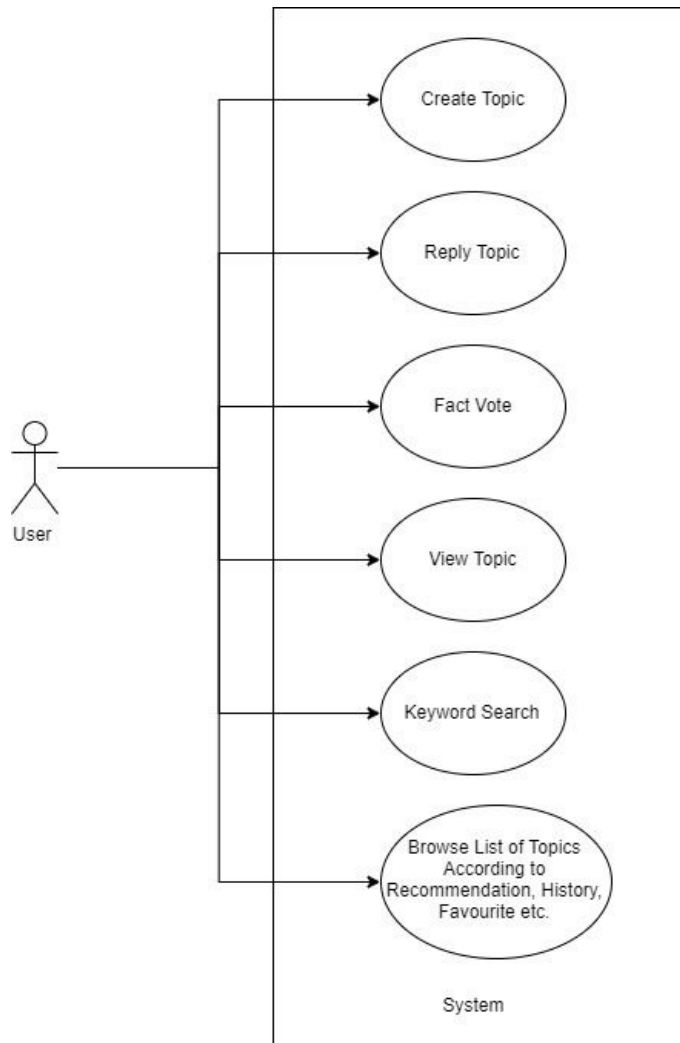 Create Topic
Reply Topic
Fact Vote
User
View Topic
Keyword Search
Browse List of Topics
According to
Recommendation, History,
Favourite etc.
System